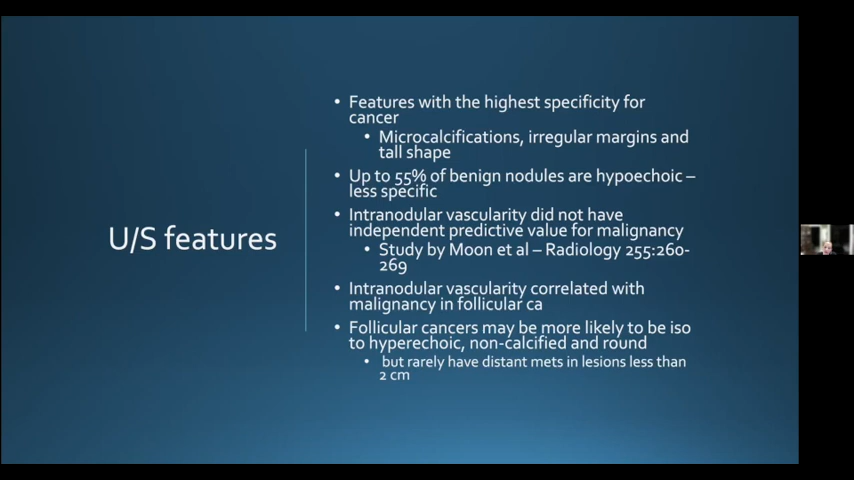 U/S features
• Features with the highest specificity for
cancer
• Microcalcifications, irregular margins and
tall shape
• Up to 55% of benign nodules are hypoechoic –
less specific
• Intranodular vascularity did not have
independent predictive value for malignancy
• Study by Moon et al – Radiology 255:260-
269
• Intranodular vascularity correlated with
malignancy in follicular ca
• Follicular cancers may be more likely to be iso
to hyperechoic, non-calcified and round
• but rarely have distant mets in lesions less than
2 cm